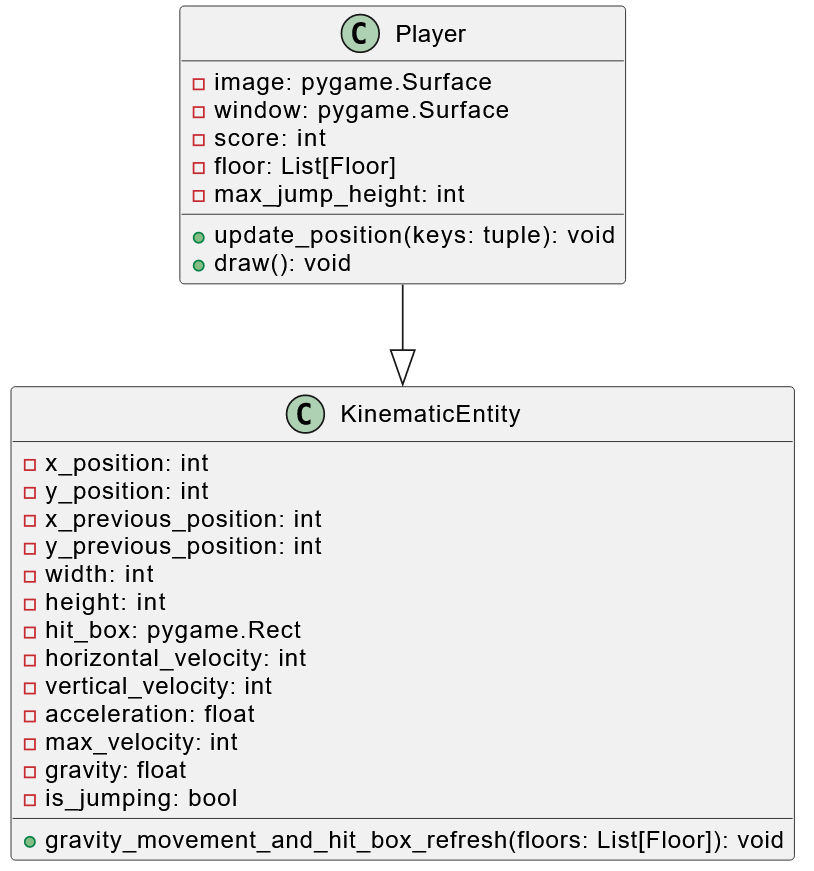 C Player
image: pygame.Surface
window: pygame.Surface
score: int
floor: List[Floor]
max_jump_height: int
update_position(keys: tuple): void
draw(): void
C KinematicEntity
x_position: int
y_position: int
x_previous_position: int
y_previous_position: int
width: int
height: int
hit_box: pygame.Rect
horizontal_velocity: int
vertical_velocity: int
acceleration: float
max_velocity: int
gravity: float
is_jumping: bool
gravity_movement_and_hit_box_refresh(floors: List[Floor]): void